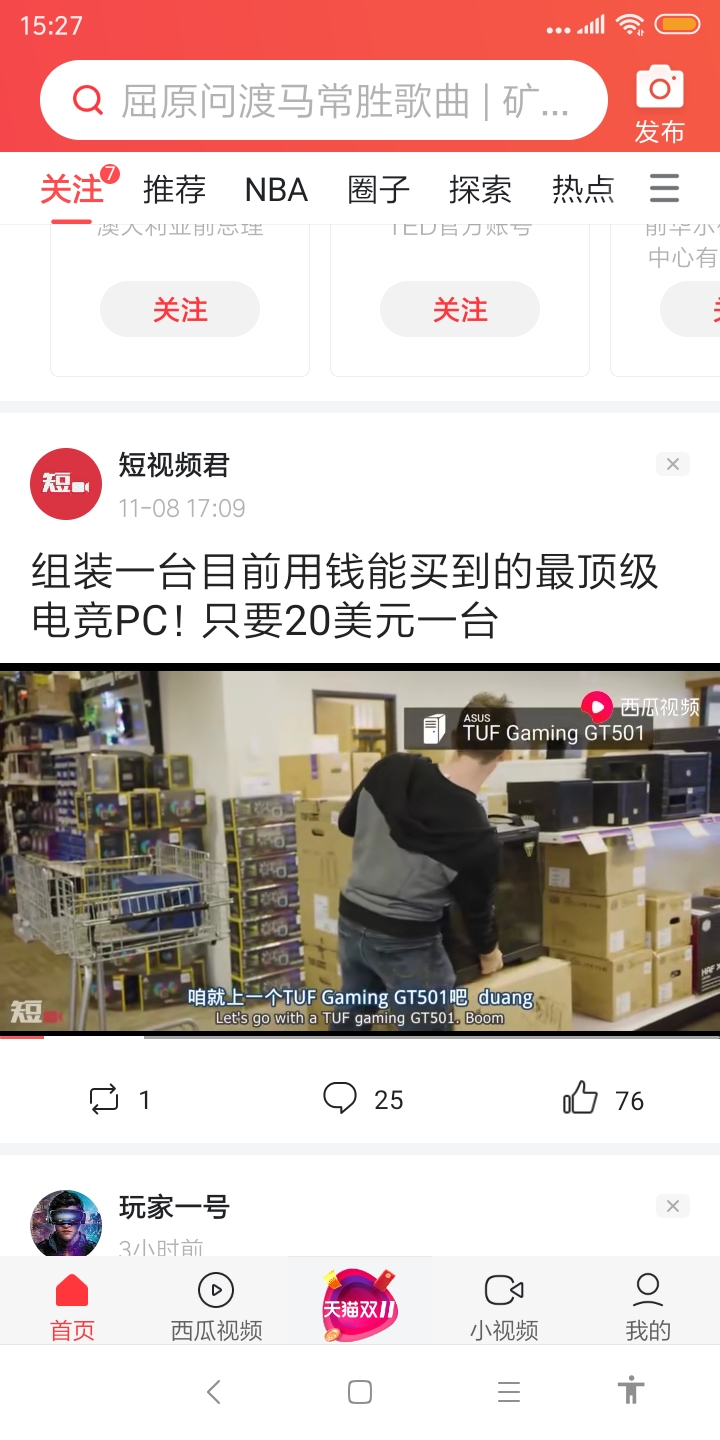 15:27
屈原问渡马常胜歌曲 | 矿...
发布
关注 7 推荐 NBA 圈子 探索 热点
澳大利亚前总理 TED官方账号
中心有
关注 关注
短视频君
11-08 17:09
组装一台目前用钱能买到的最顶级
电竞PC！只要20美元一台
西瓜视频
ASUS
TUF Gaming GT501
咱就上一个TUF Gaming GT501吧 duang
Let's go with a TUF gaming GT501. Boom
短
1 25 76
玩家一号
3小时前
天猫双11
首页 西瓜视频 小视频 我的